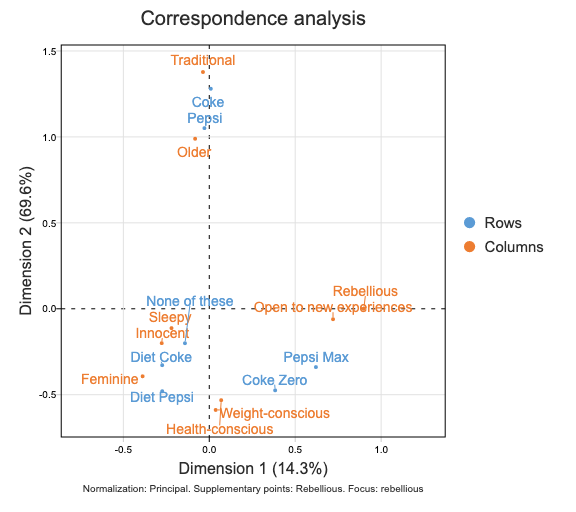 Correspondence analysis
1.5
Traditional
Coke
Pepsi
1.0
Older
Dimension 2 (69.6%)
0.5
Rows
Columns
Rebellious
None of these
Open to new experiences
0.0
Sleepy
Innocent
Diet Coke
Pepsi Max
Feminine
Coke Zero
-0.5
Diet Pepsi
Weight-conscious
Health-conscious
-0.5
0.0
0.5
1.0
Dimension 1 (14.3%)
Normalization: Principal. Supplementary points: Rebellious. Focus: rebellious